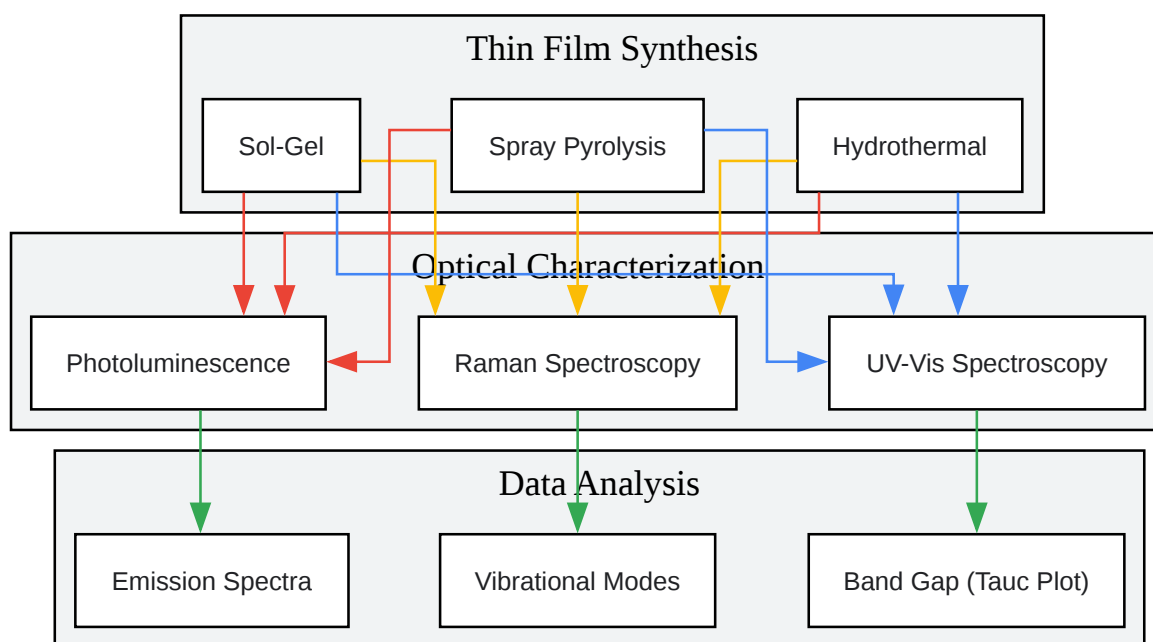 Thin Film Synthesis
Sol-Gel
Spray Pyrolysis
Hydrothermal
Optical Characterization
Photoluminescence
Raman Spectroscopy
UV-Vis Spectroscopy
Data Analysis
Emission Spectra
Vibrational Modes
Band Gap (Tauc Plot)